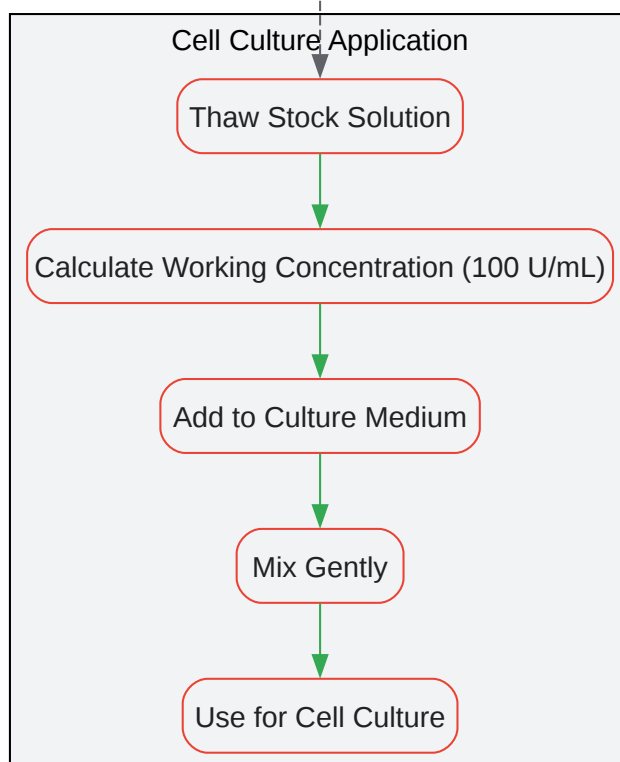 Cell Culture Application
Thaw Stock Solution
Calculate Working Concentration (100 U/mL)
Add to Culture Medium
Mix Gently
Use for Cell Culture